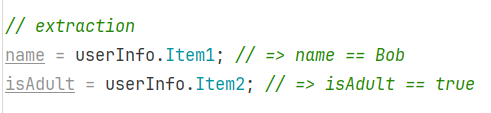 // extraction
name = userInfo.Item1; // => name == Bob
isAdult = userInfo.Item2; // => isAdult == true